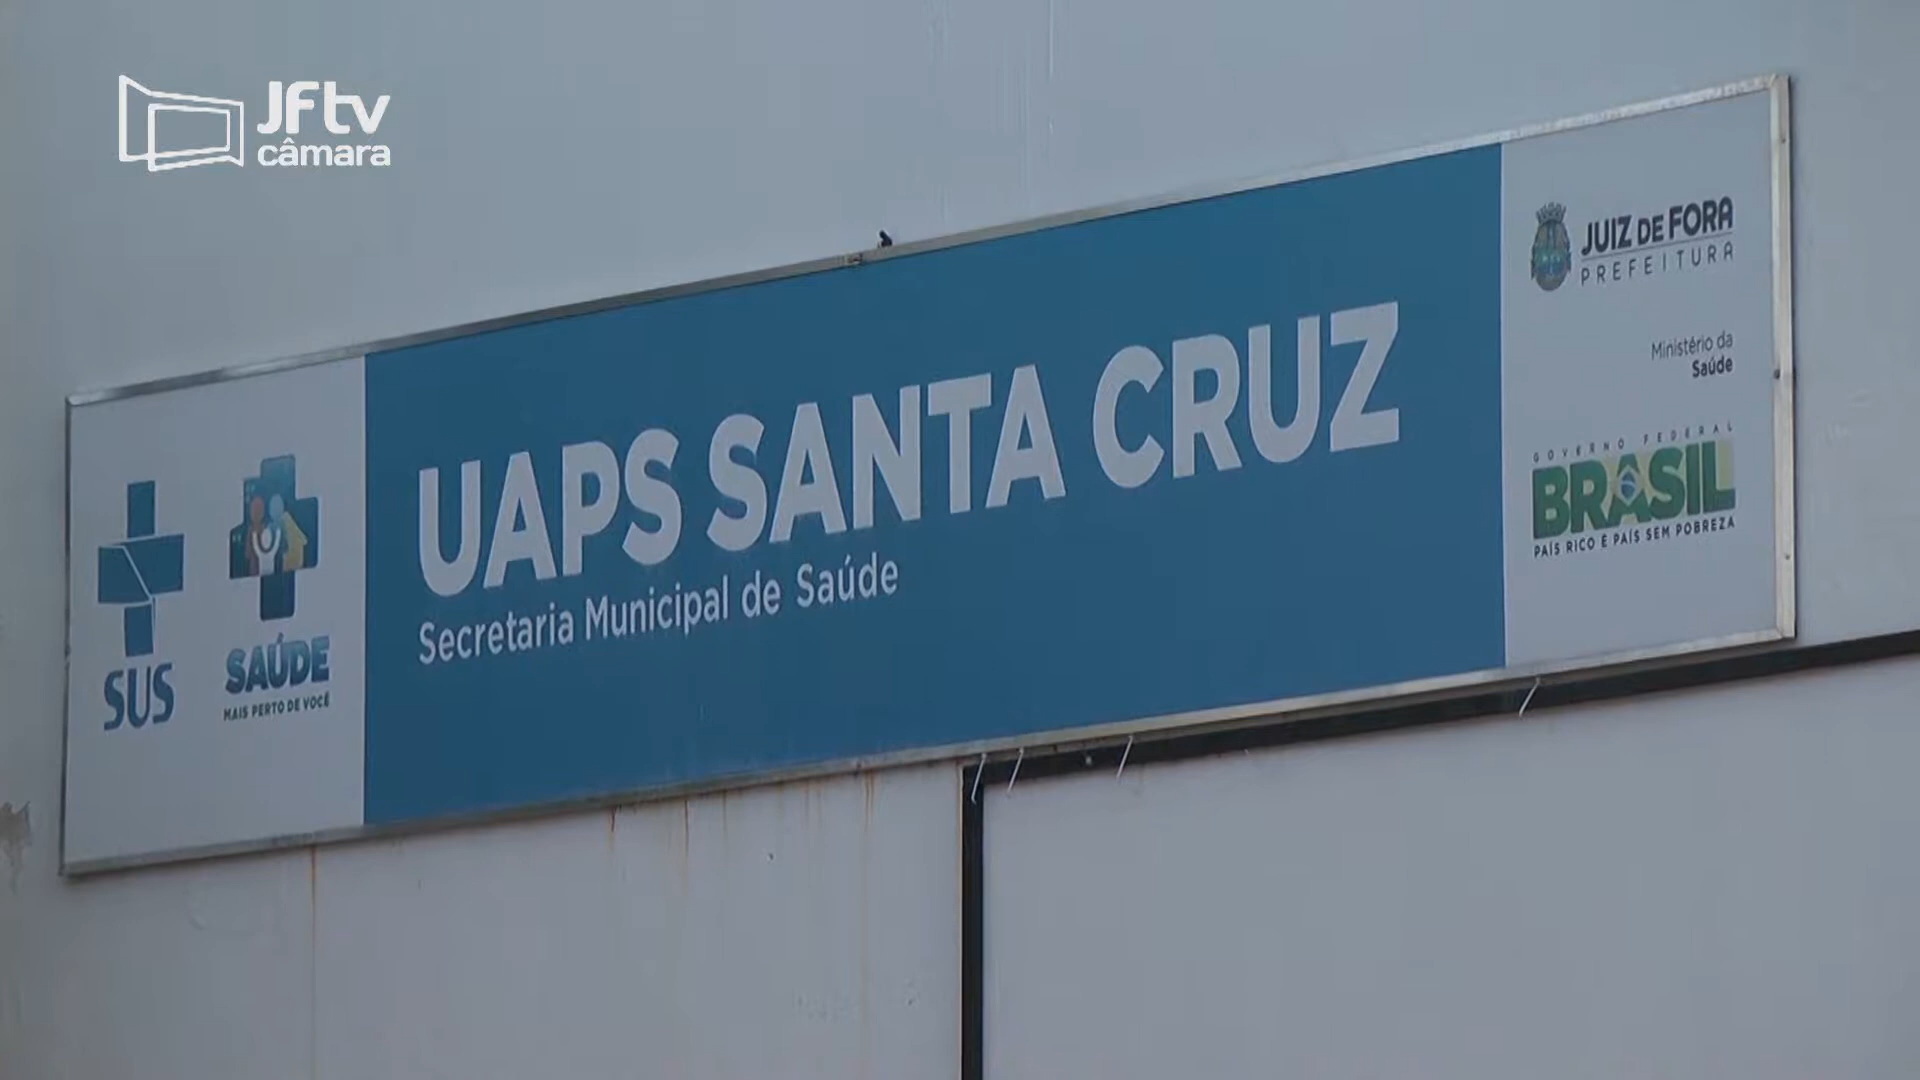 JFtv
câmara
SUS
SAÚDE
MAIS PERTO DE VOCÊ
UAPS SANTA CRUZ
Secretaria Municipal de Saúde
JUIZ DE FORA
PREFEITURA
Ministério da
Saúde
GOVERNO FEDERAL
BRASIL
PAÍS RICO É PAÍS SEM POBREZA